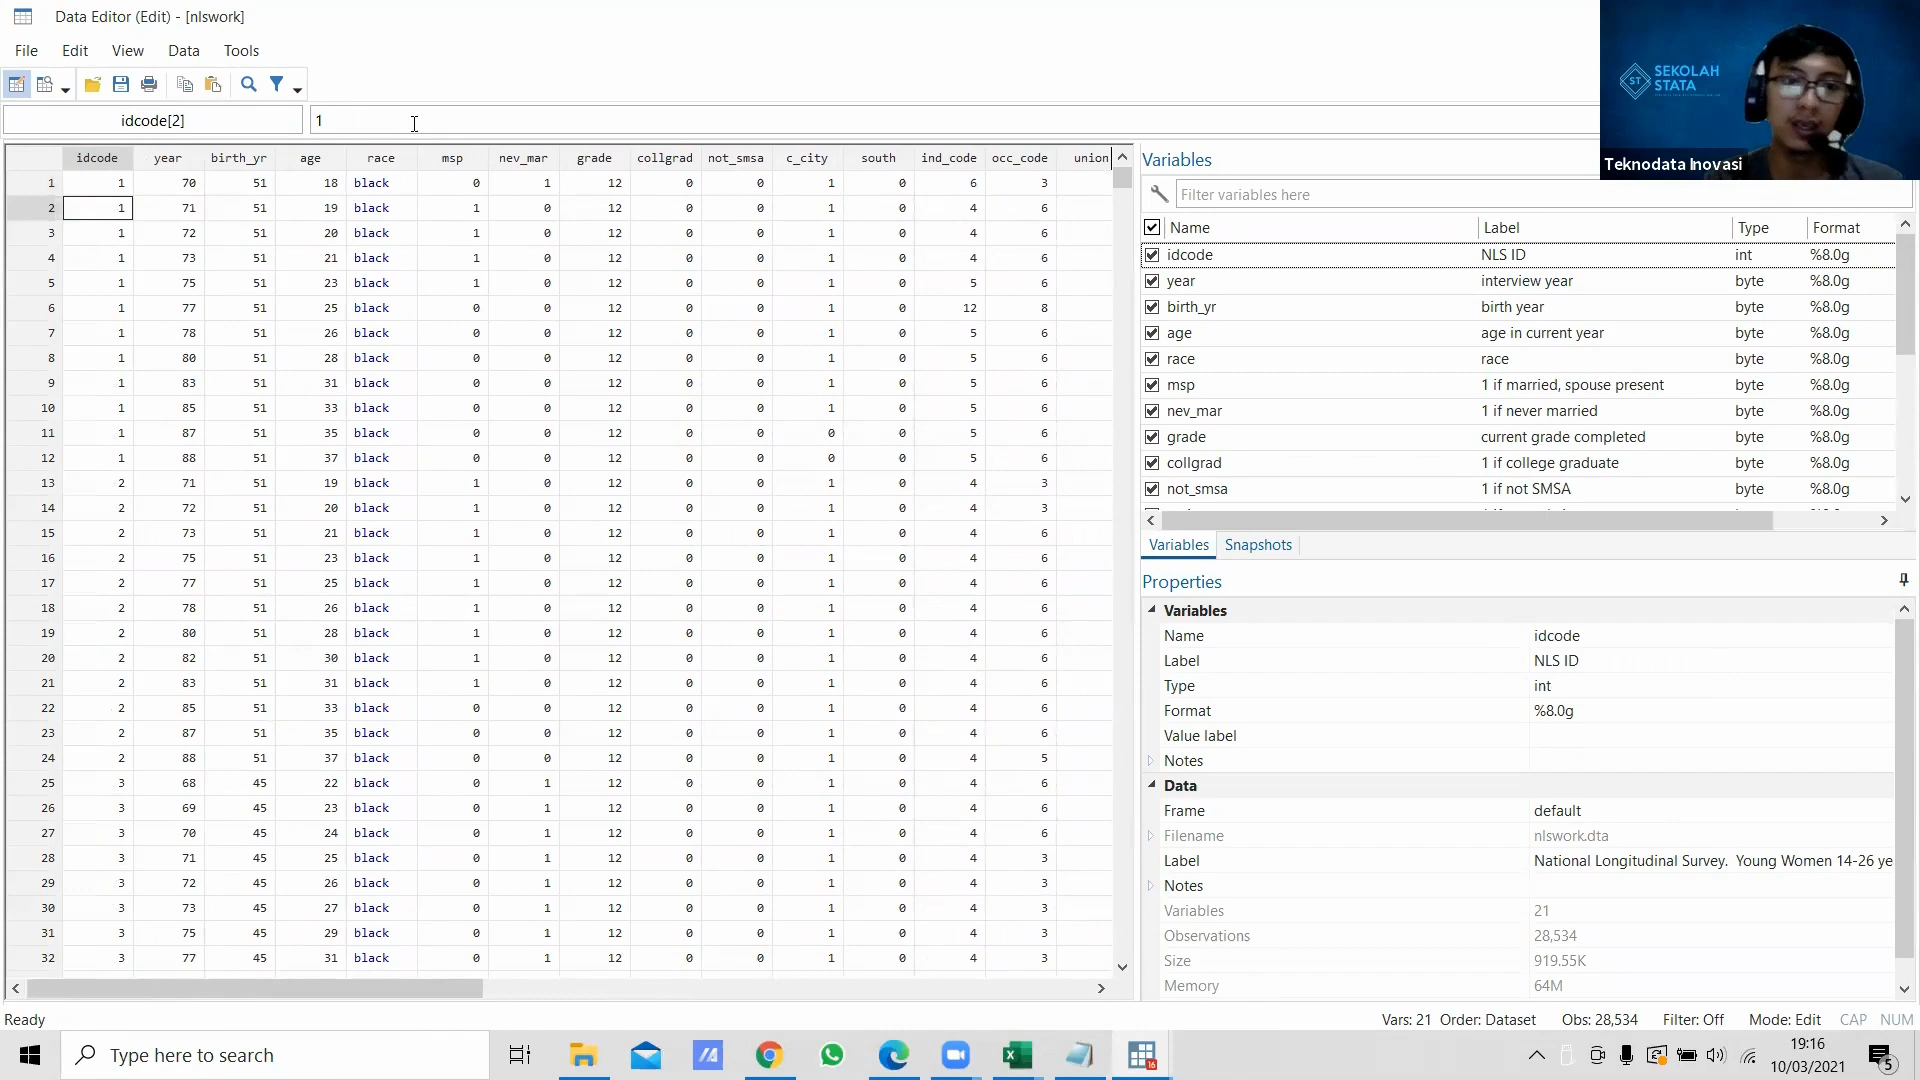 Data Editor (Edit) - [nlswork]
File Edit View Data Tools
SEKOLAH
STATA
Teknodata Inovasi
idcode[2] 1
idcode year birth_yr age race msp nev_mar grade collgrad not_smsa c_city south ind_code occ_code union
1 1 70 51 18 black 0 1 12 0 0 1 0 6 3
2 1 71 51 19 black 1 0 12 0 0 1 0 4 6
3 1 72 51 20 black 1 0 12 0 0 1 0 4 6
4 1 73 51 21 black 1 0 12 0 0 1 0 4 6
5 1 75 51 23 black 1 0 12 0 0 1 0 5 6
6 1 77 51 25 black 0 0 12 0 0 1 0 12 8
7 1 78 51 26 black 0 0 12 0 0 1 0 5 6
8 1 80 51 28 black 0 0 12 0 0 1 0 5 6
9 1 83 51 31 black 0 0 12 0 0 1 0 5 6
10 1 85 51 33 black 0 0 12 0 0 1 0 5 6
11 1 87 51 35 black 0 0 12 0 0 0 0 5 6
12 1 88 51 37 black 0 0 12 0 0 0 0 5 6
13 2 71 51 19 black 1 0 12 0 0 1 0 4 3
14 2 72 51 20 black 1 0 12 0 0 1 0 4 3
15 2 73 51 21 black 1 0 12 0 0 1 0 4 6
16 2 75 51 23 black 1 0 12 0 0 1 0 4 6
17 2 77 51 25 black 1 0 12 0 0 1 0 4 6
18 2 78 51 26 black 1 0 12 0 0 1 0 4 6
19 2 80 51 28 black 1 0 12 0 0 1 0 4 6
20 2 82 51 30 black 1 0 12 0 0 1 0 4 6
21 2 83 51 31 black 1 0 12 0 0 1 0 4 6
22 2 85 51 33 black 0 0 12 0 0 1 0 4 6
23 2 87 51 35 black 0 0 12 0 0 1 0 4 6
24 2 88 51 37 black 0 0 12 0 0 1 0 4 5
25 3 68 45 22 black 0 1 12 0 0 1 0 4 6
26 3 69 45 23 black 0 1 12 0 0 1 0 4 6
27 3 70 45 24 black 0 1 12 0 0 1 0 4 6
28 3 71 45 25 black 0 1 12 0 0 1 0 4 3
29 3 72 45 26 black 0 1 12 0 0 1 0 4 3
30 3 73 45 27 black 0 1 12 0 0 1 0 4 3
31 3 75 45 29 black 0 1 12 0 0 1 0 4 3
32 3 77 45 31 black 0 1 12 0 0 1 0 4 3
Variables
Filter variables here
Name Label Type Format
idcode NLS ID int %8.0g
year interview year byte %8.0g
birth_yr birth year byte %8.0g
age age in current year byte %8.0g
race race byte %8.0g
msp 1 if married, spouse present byte %8.0g
nev_mar 1 if never married byte %8.0g
grade current grade completed byte %8.0g
collgrad 1 if college graduate byte %8.0g
not_smsa 1 if not SMSA byte %8.0g
Variables Snapshots
Properties
Variables
Name idcode
Label NLS ID
Type int
Format %8.0g
Value label
Notes
Data
Frame default
Filename nlswork.dta
Label National Longitudinal Survey. Young Women 14-26 ye
Notes
Variables 21
Observations 28,534
Size 919.55K
Memory 64M
Ready Vars: 21 Order: Dataset Obs: 28,534 Filter: Off Mode: Edit CAP NUM
Type here to search
16
19:16
10/03/2021
5